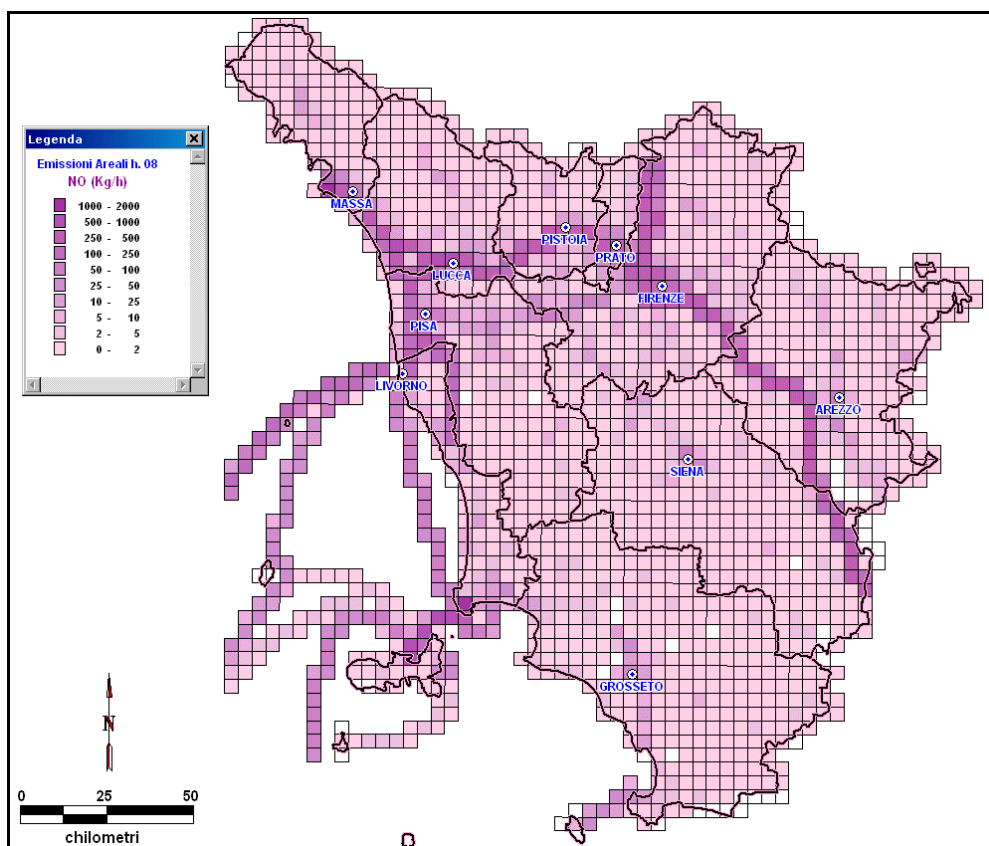 Legenda
Emissioni Areali h. 08
NO (Kg/h)
1000 - 2000
500 - 1000
250 - 500
100 - 250
50 - 100
25 - 50
10 - 25
5 - 10
2 - 5
0 - 2
MASSA
PISTOIA
PRATO
LUCCA
FIRENZE
PISA
LIVORNO
AREZZO
SIENA
GROSSETO
N
0 25 50
chilometri